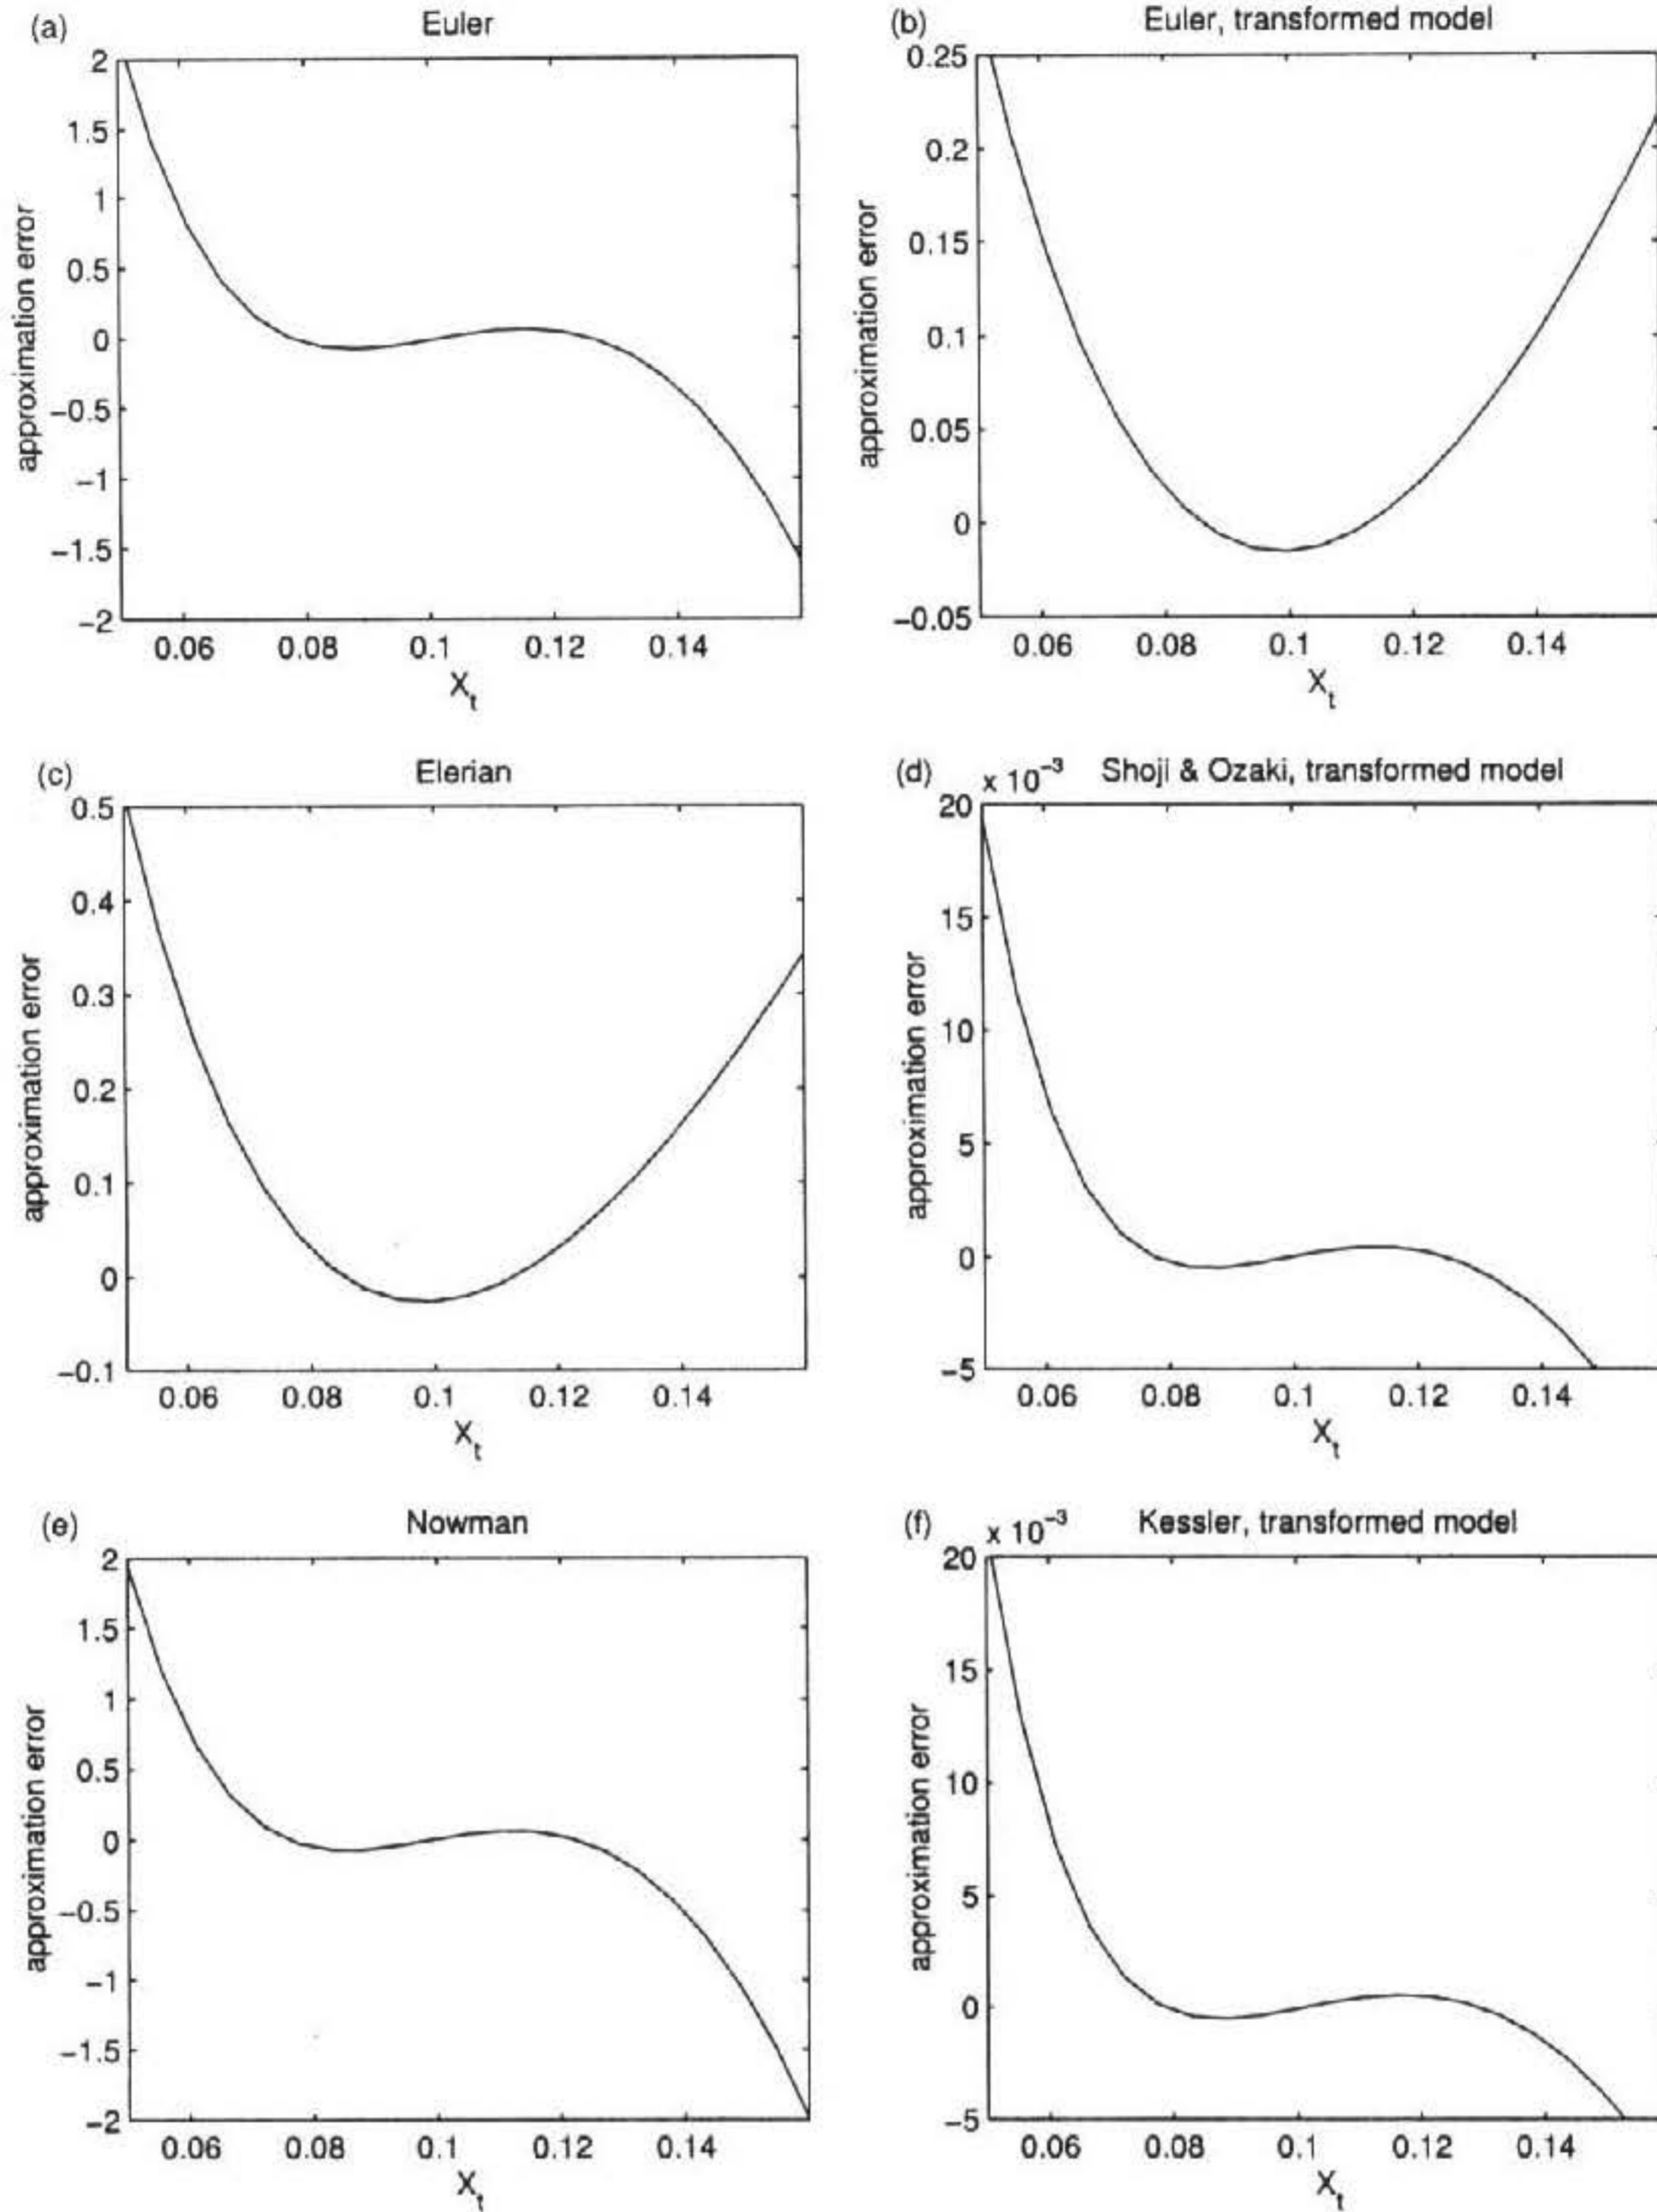 (a)
Euler
2
1.5
1
0.5
0
−0.5
−1
−1.5
−2
approximation error
0.06 0.08 0.1 0.12 0.14
Xt
(b)
Euler, transformed model
0.25
0.2
0.15
0.1
0.05
0
−0.05
approximation error
0.06 0.08 0.1 0.12 0.14
Xt
(c)
Elerian
0.5
0.4
0.3
0.2
0.1
0
−0.1
approximation error
0.06 0.08 0.1 0.12 0.14
Xt
(d)
x 10−3
Shoji & Ozaki, transformed model
20
15
10
5
0
−5
approximation error
0.06 0.08 0.1 0.12 0.14
Xt
(e)
Nowman
2
1.5
1
0.5
0
−0.5
−1
−1.5
−2
approximation error
0.06 0.08 0.1 0.12 0.14
Xt
(f)
x 10−3
Kessler, transformed model
20
15
10
5
0
−5
approximation error
0.06 0.08 0.1 0.12 0.14
Xt